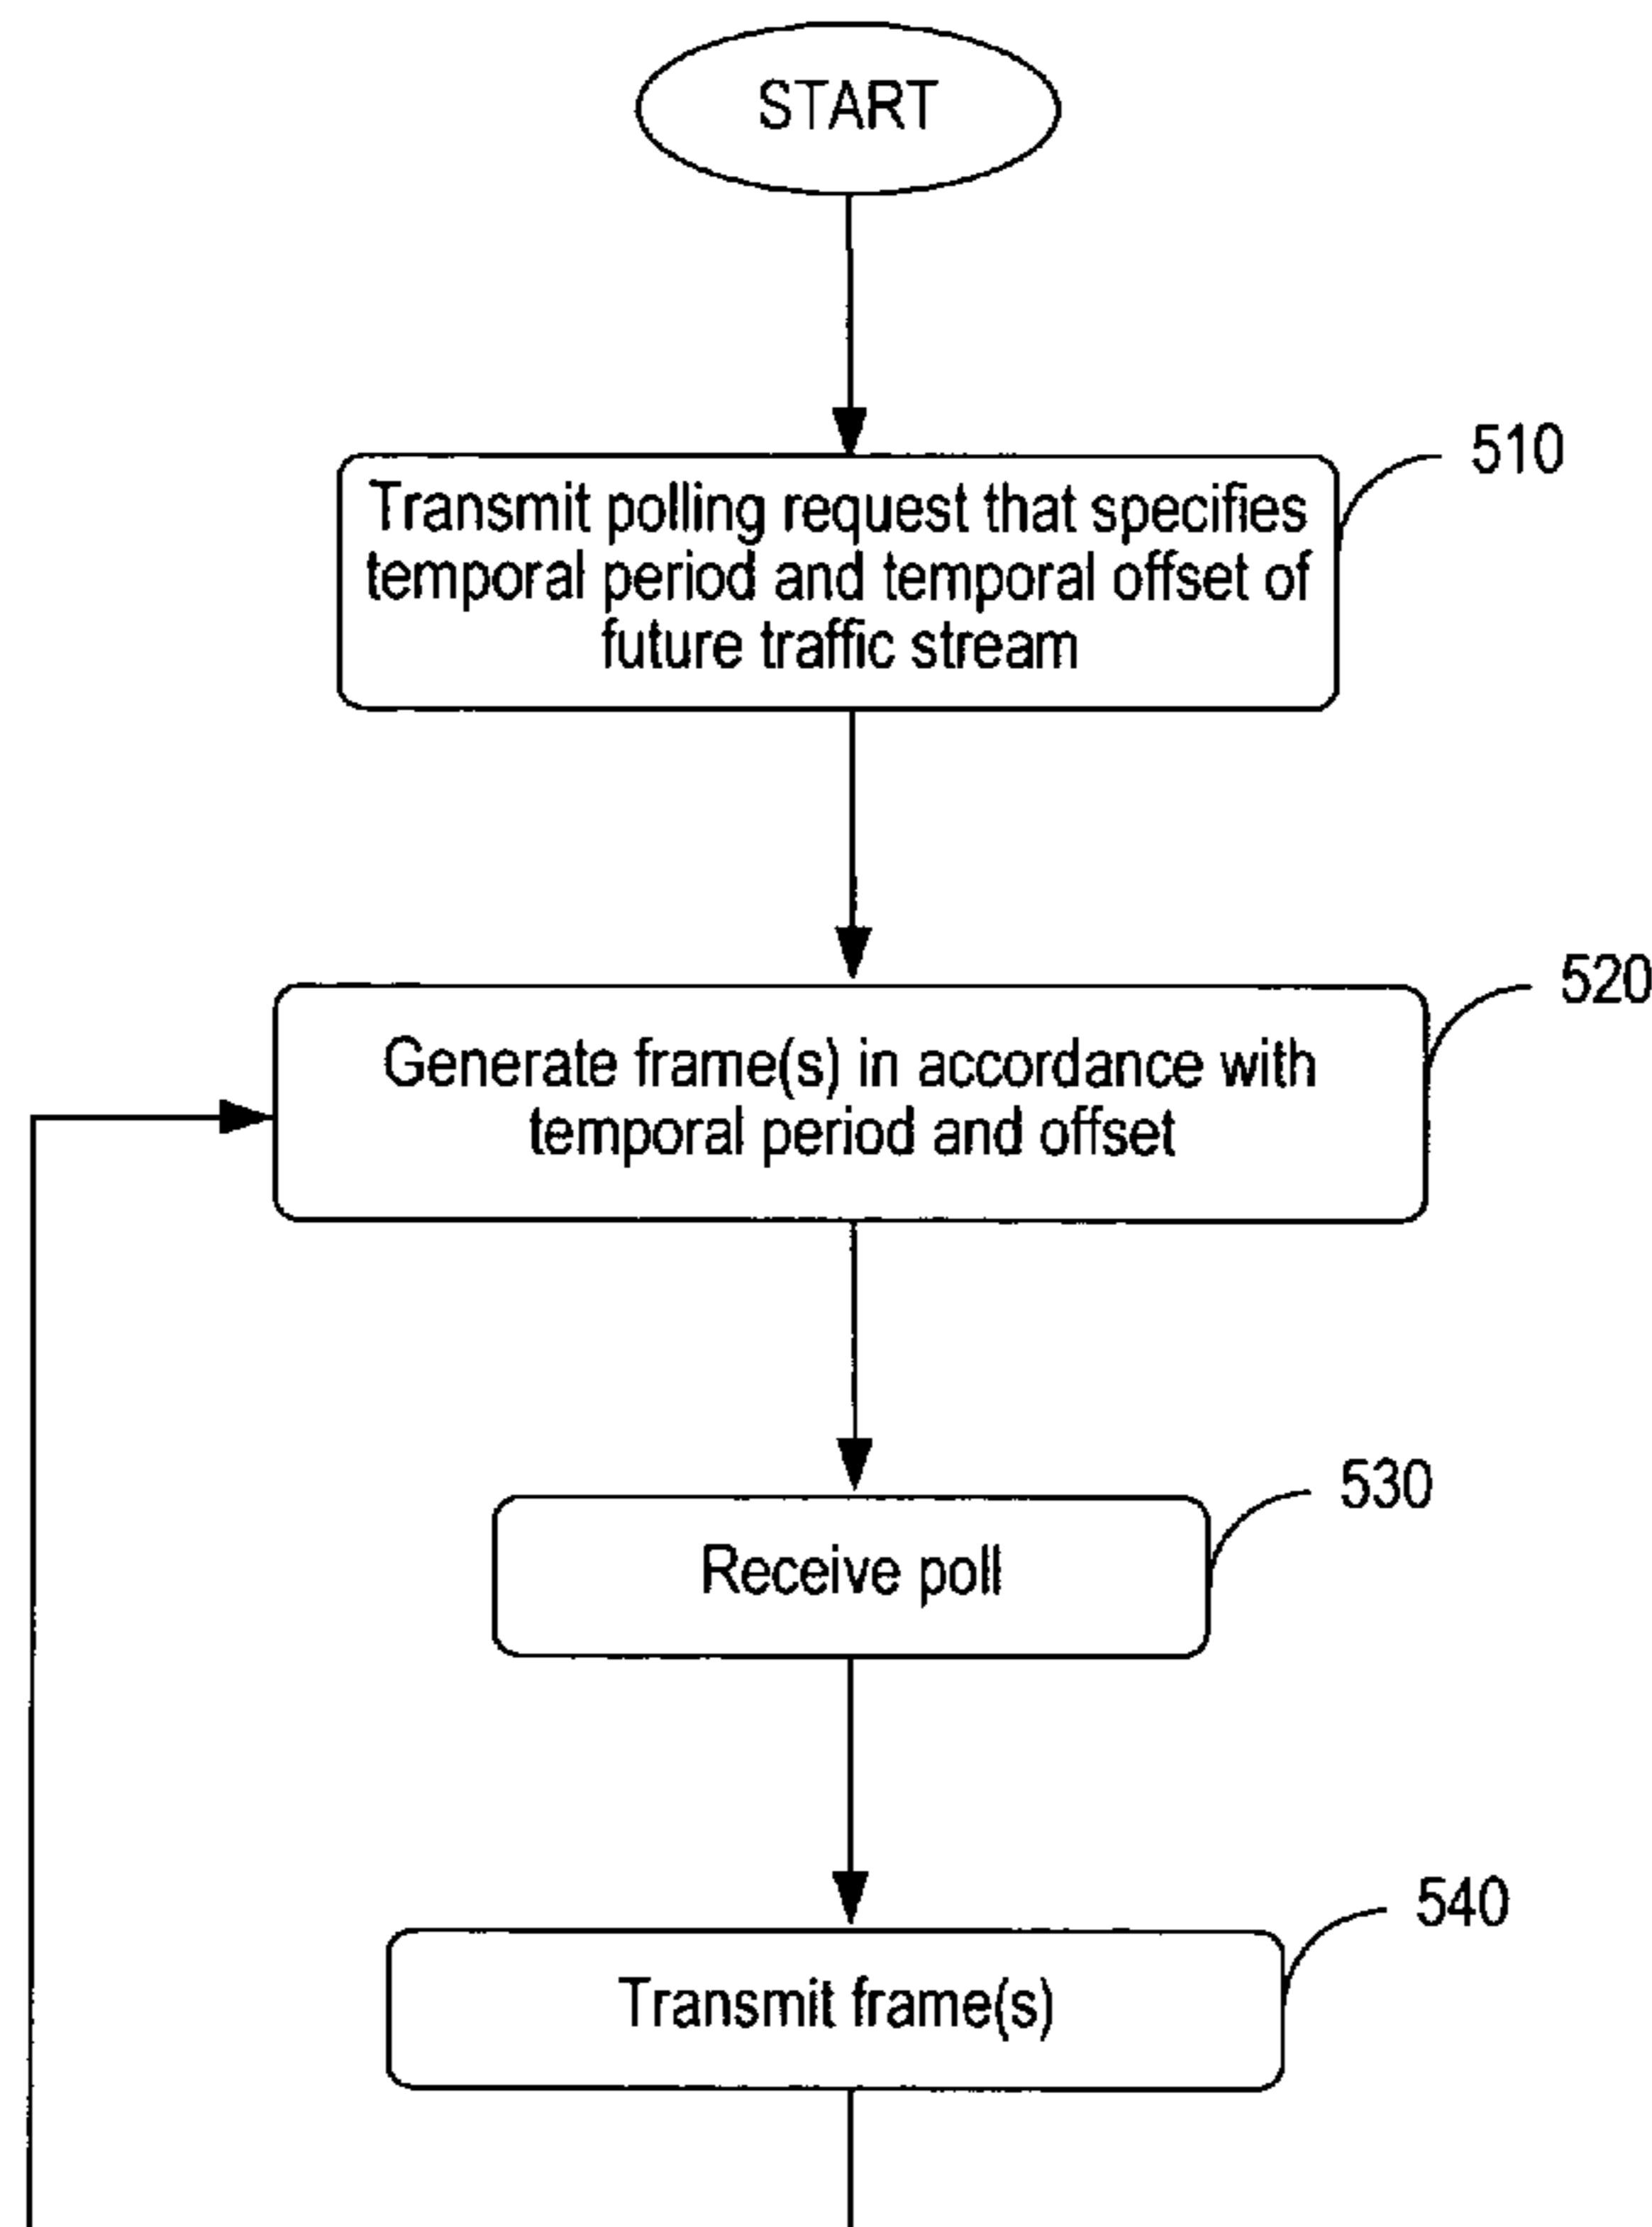 START
510
Transmit polling request that specifies
temporal period and temporal offset of
future traffic stream
520
Generate frame(s) in accordance with
temporal period and offset
530
Receive poll
540
Transmit frame(s)